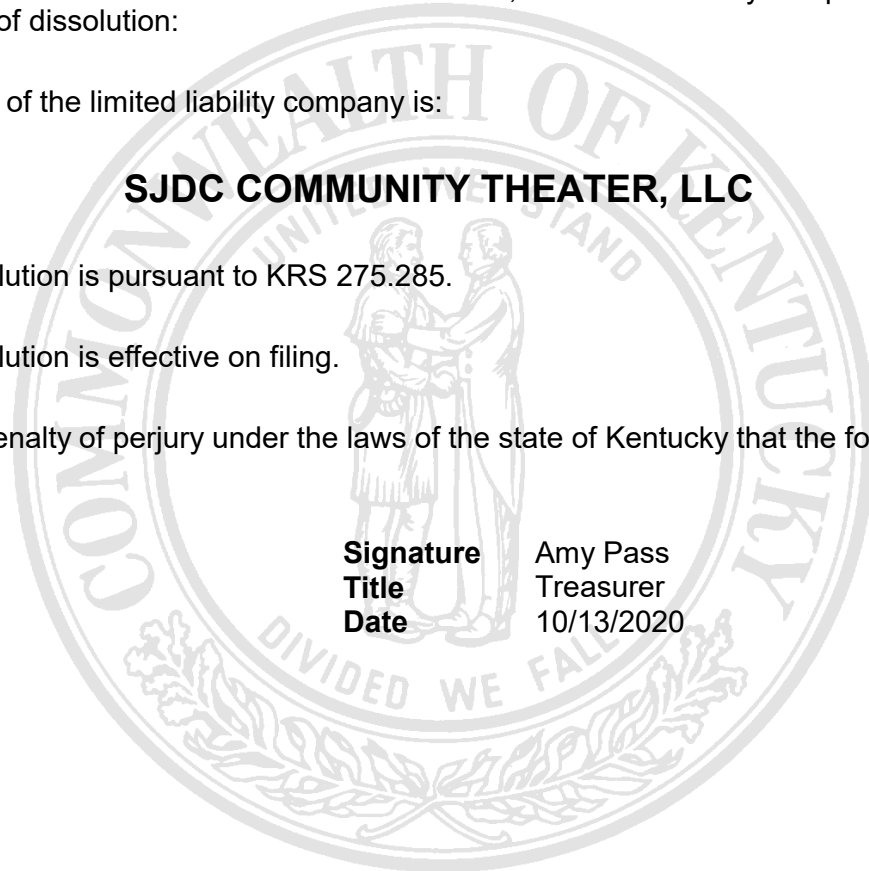 of dissolution:
of the limited liability company is:
SJDC COMMUNITY THEATER, LLC
lution is pursuant to KRS 275.285.
lution is effective on filing.
enalty of perjury under the laws of the state of Kentucky that the fo
Signature Amy Pass
Title Treasurer
Date 10/13/2020
COMMONWEALTH OF KENTUCKY
UNITED WE STAND
DIVIDED WE FALL